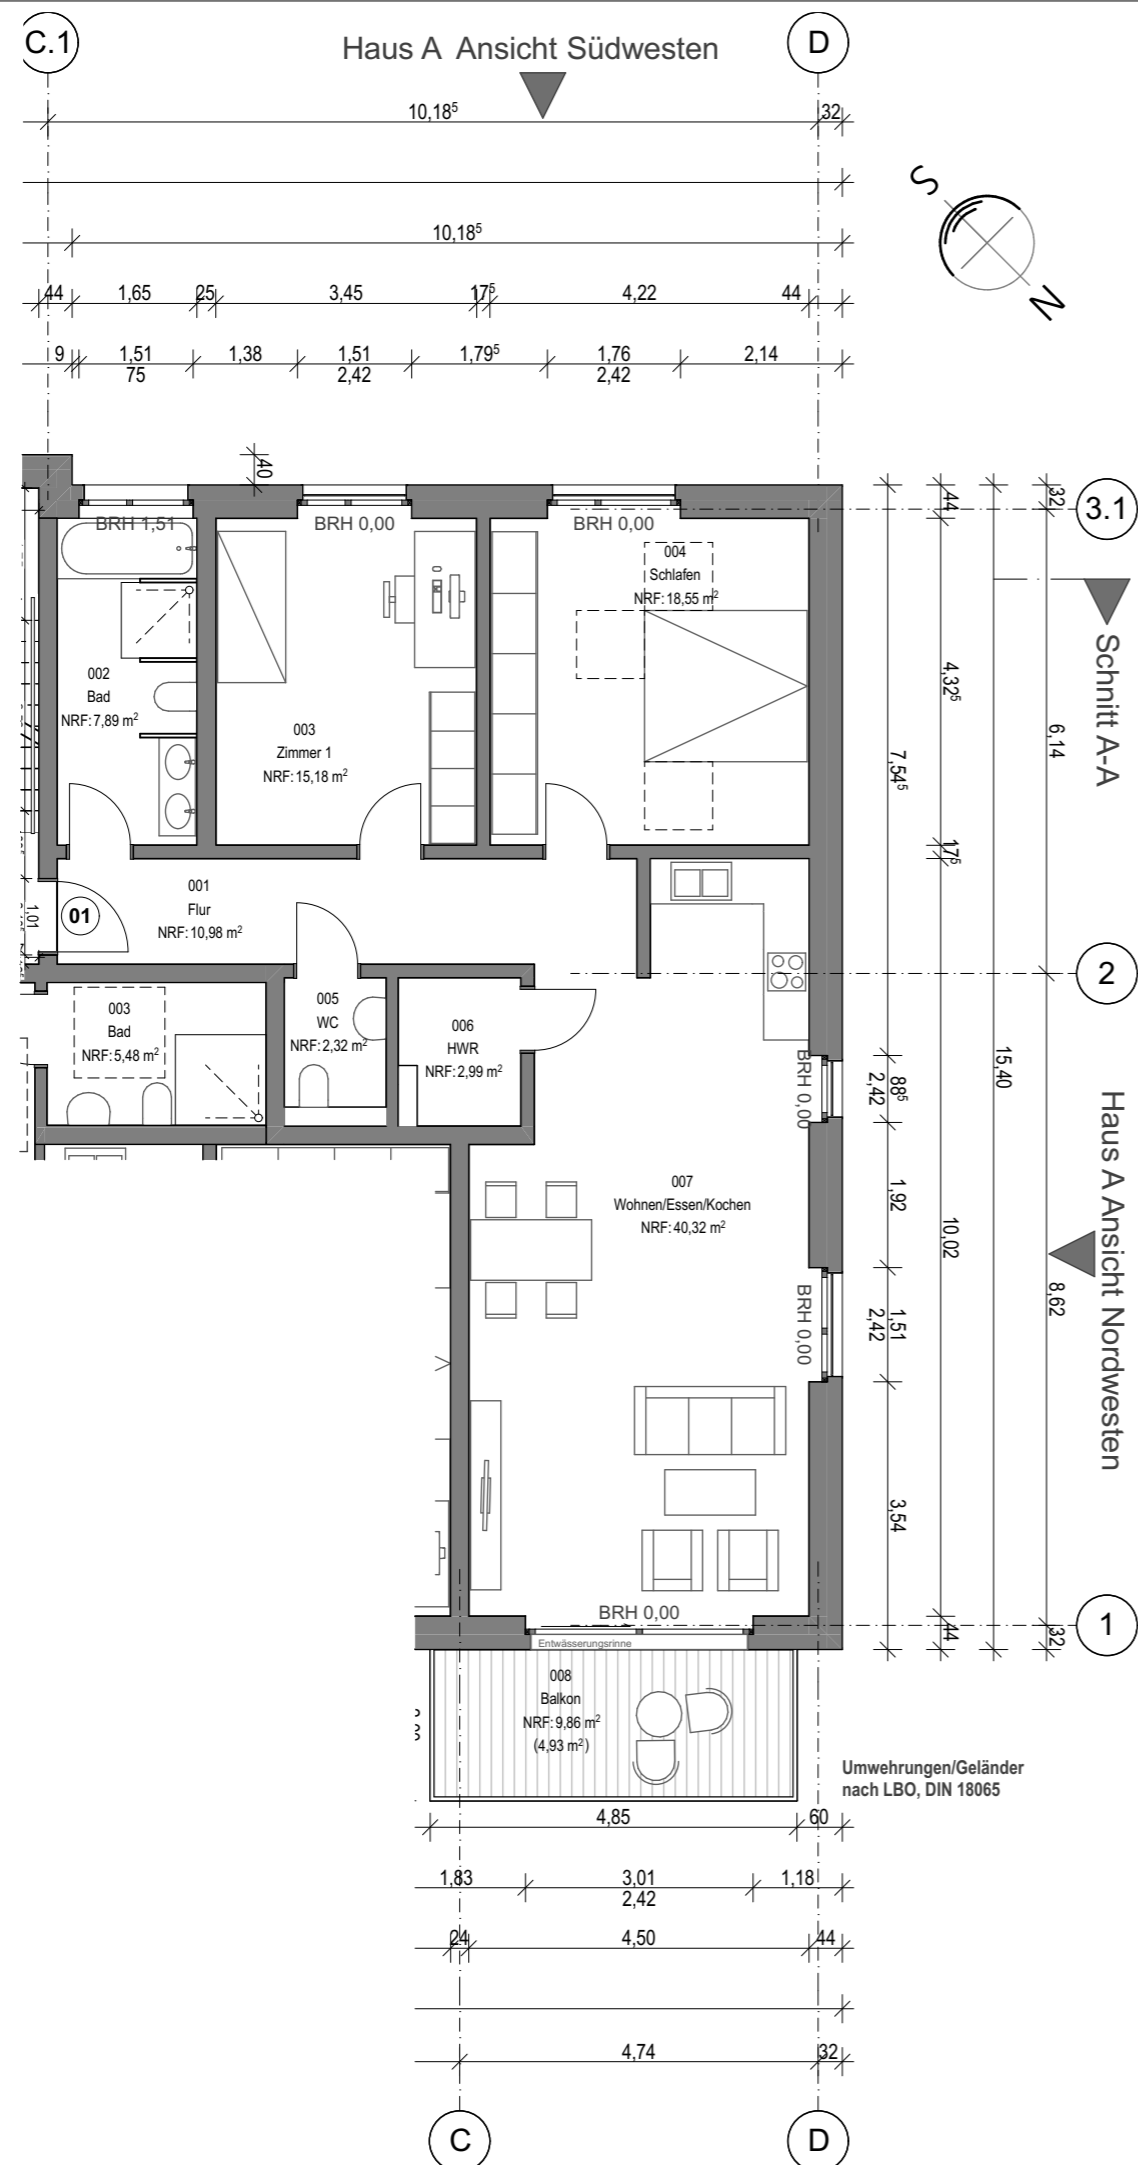 C.1
Haus A Ansicht Südwesten
D
10,18⁵
32
S
N
10,18⁵
44
1,65
25
3,45
17⁵
4,22
44
9
1,51
75
1,38
1,51
2,42
1,79⁵
1,76
2,42
2,14
40
BRH 1,51
BRH 0,00
BRH 0,00
004
Schlafen
NRF: 18,55 m²
002
Bad
NRF: 7,89 m²
003
Zimmer 1
NRF: 15,18 m²
44
32
3.1
Schnitt A-A
4,32⁵
6,14
7,54⁵
17⁵
001
Flur
NRF: 10,98 m²
01
1,01
2
003
Bad
NRF: 5,48 m²
005
WC
NRF: 2,32 m²
006
HWR
NRF: 2,99 m²
BRH 0,00
88⁵
2,42
15,40
007
Wohnen/Essen/Kochen
NRF: 40,32 m²
1,92
10,02
8,62
Haus A Ansicht Nordwesten
BRH 0,00
1,51
2,42
3,54
BRH 0,00
44
32
1
Entwässerungsrinne
008
Balkon
NRF: 9,86 m²
(4,93 m²)
Umwehrungen/Geländer
nach LBO, DIN 18065
4,85
60
1,83
3,01
2,42
1,18
24
4,50
44
4,74
32
C
D